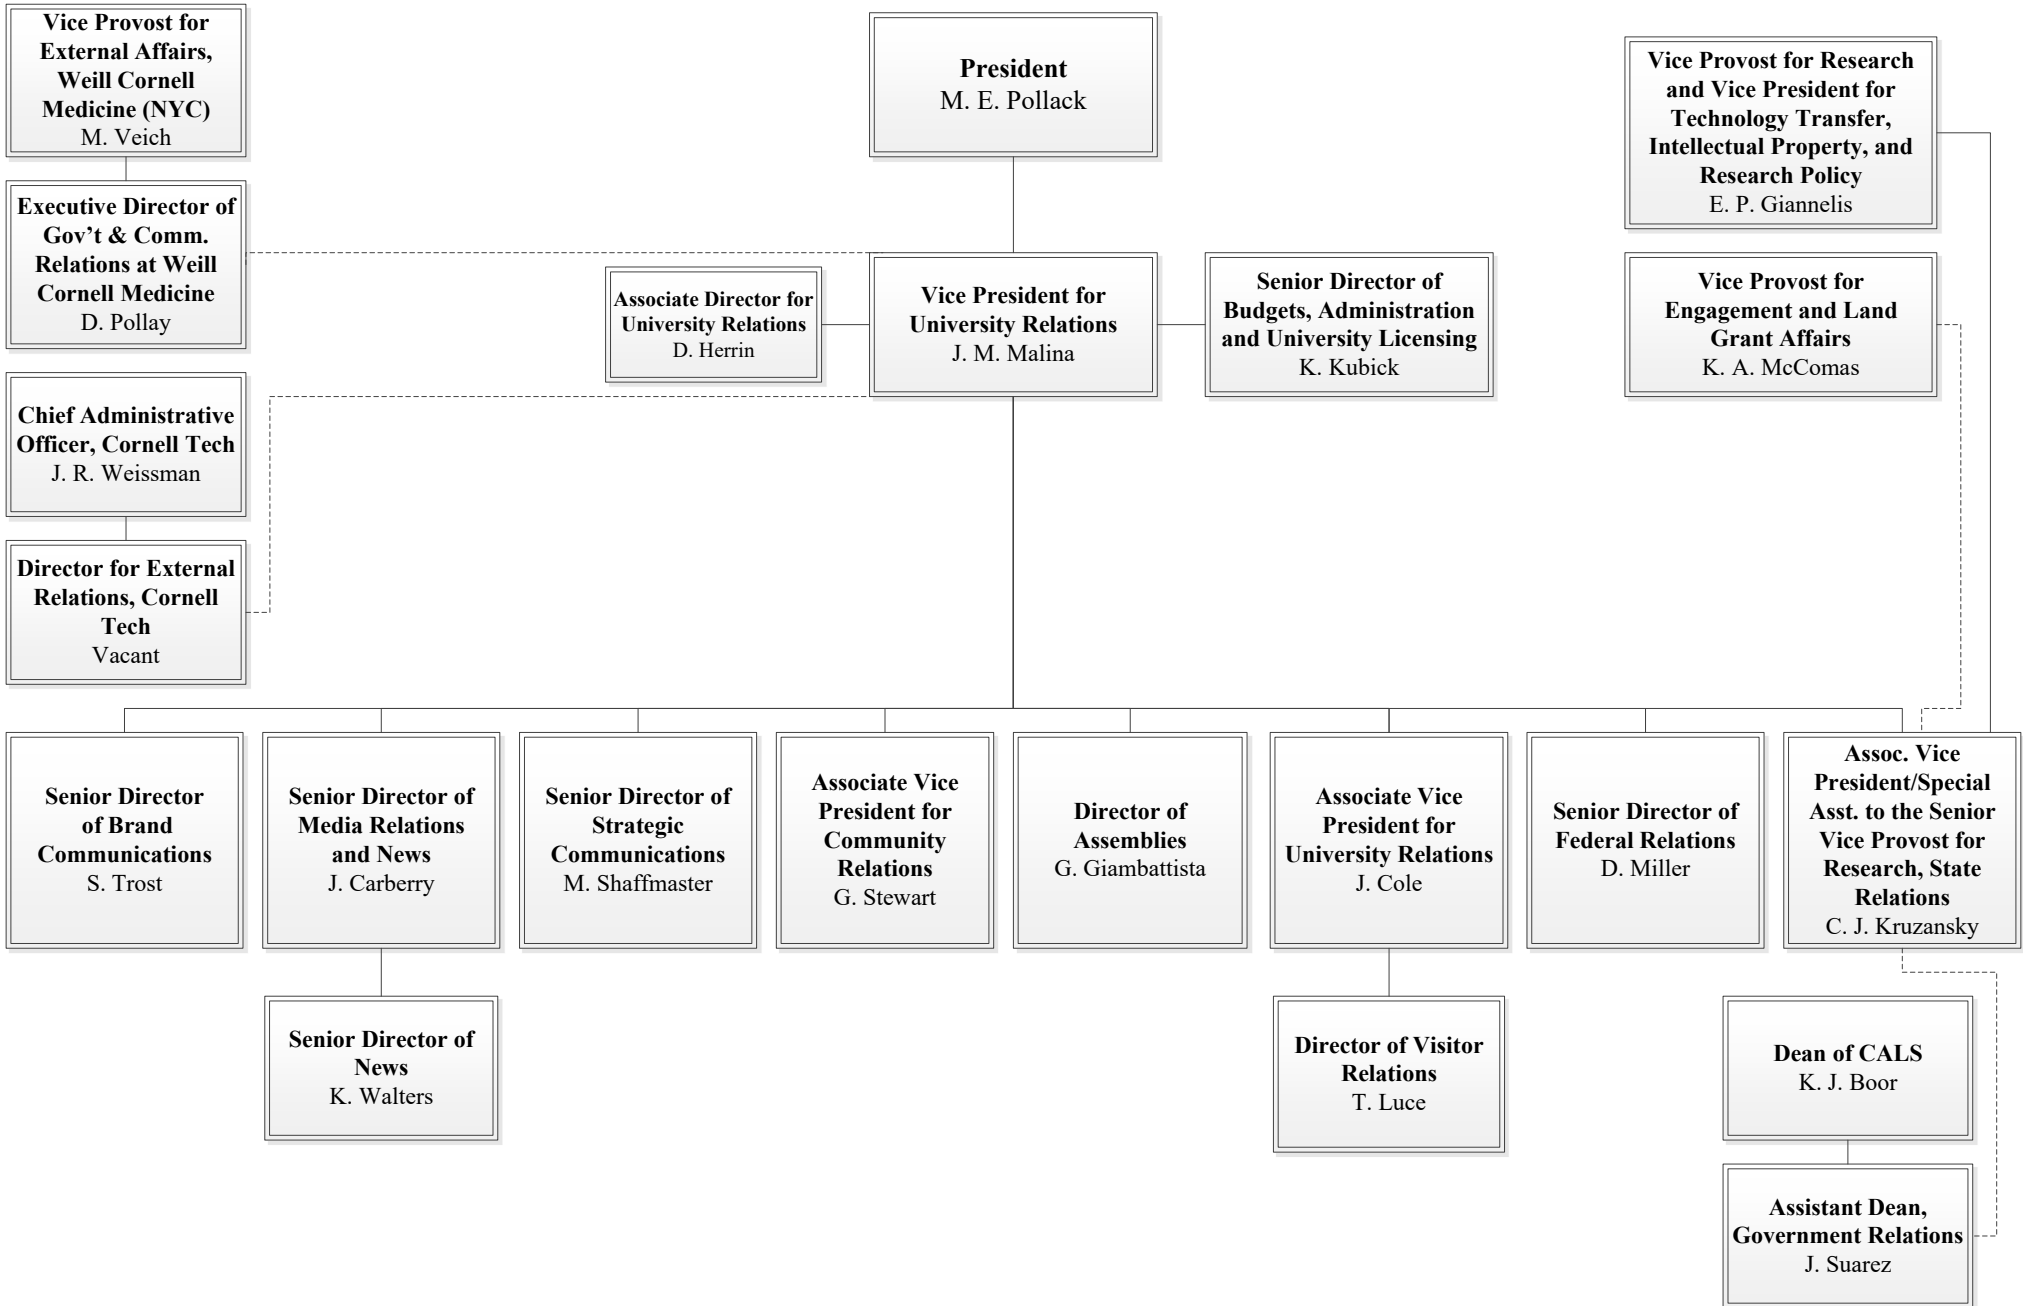 Vice Provost for
External Affairs,
Weill Cornell
Medicine (NYC)
M. Veich
President
M. E. Pollack
Vice Provost for Research
and Vice President for
Technology Transfer,
Intellectual Property, and
Research Policy
E. P. Giannelis
Executive Director of
Gov’t & Comm.
Relations at Weill
Cornell Medicine
D. Pollay
Associate Director for
University Relations
D. Herrin
Vice President for
University Relations
J. M. Malina
Senior Director of
Budgets, Administration
and University Licensing
K. Kubick
Vice Provost for
Engagement and Land
Grant Affairs
K. A. McComas
Chief Administrative
Officer, Cornell Tech
J. R. Weissman
Director for External
Relations, Cornell
Tech
Vacant
Senior Director
of Brand
Communications
S. Trost
Senior Director of
Media Relations
and News
J. Carberry
Senior Director of
Strategic
Communications
M. Shaffmaster
Associate Vice
President for
Community
Relations
G. Stewart
Director of
Assemblies
G. Giambattista
Associate Vice
President for
University Relations
J. Cole
Senior Director of
Federal Relations
D. Miller
Assoc. Vice
President/Special
Asst. to the Senior
Vice Provost for
Research, State
Relations
C. J. Kruzansky
Senior Director of
News
K. Walters
Director of Visitor
Relations
T. Luce
Dean of CALS
K. J. Boor
Assistant Dean,
Government Relations
J. Suarez